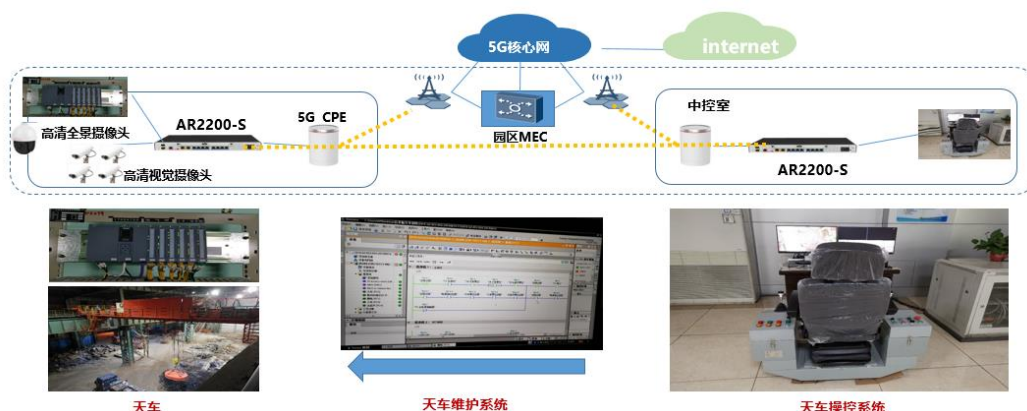 5G核心网
internet
高清全景摄像头
AR2200-S
5G CPE
高清视觉摄像头
园区MEC
中控室
AR2200-S
天车
天车维护系统
天车操控系统